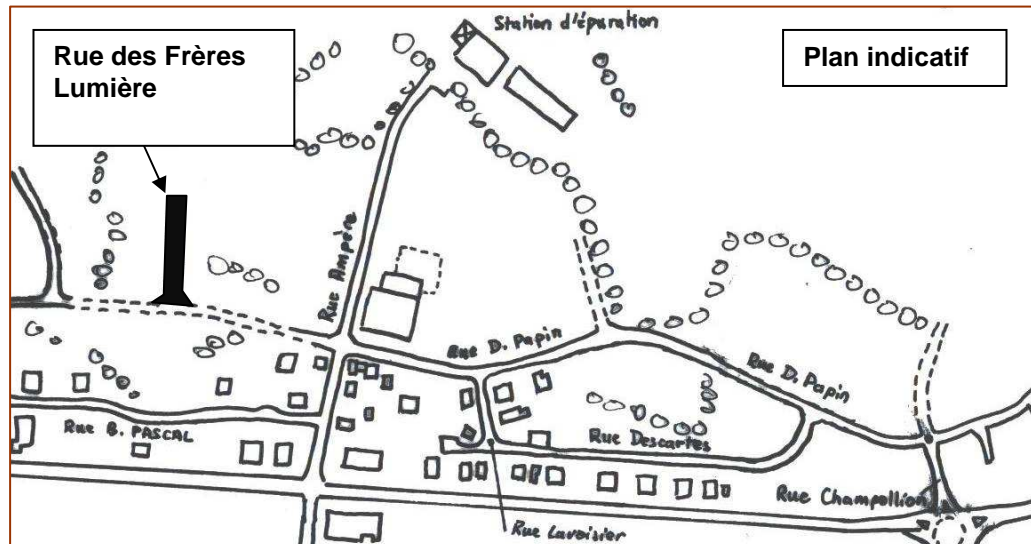 Station d'épuration
Rue des Frères
Lumière
Plan indicatif
Rue Ampère
Rue D. Papin
Rue D. Papin
Rue B. PASCAL
Rue Descartes
Rue Champollion
Rue Lavoisier